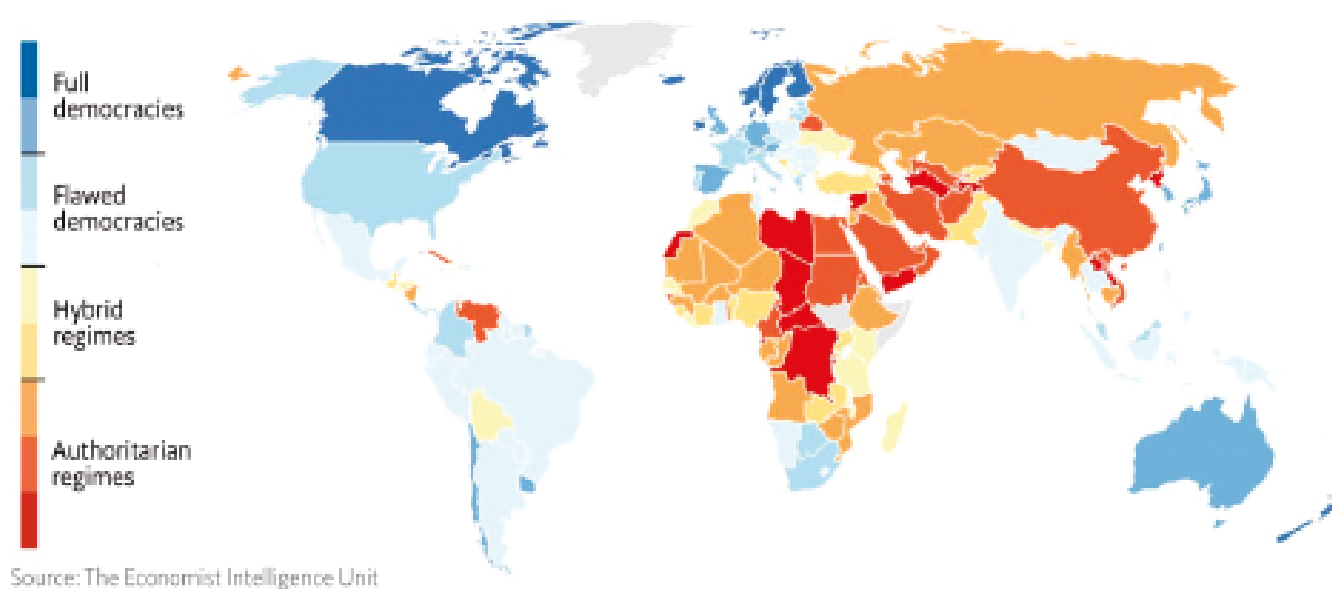 Full
democracies
Flawed
democracies
Hybrid
regimes
Authoritarian
regimes
Source: The Economist Intelligence Unit